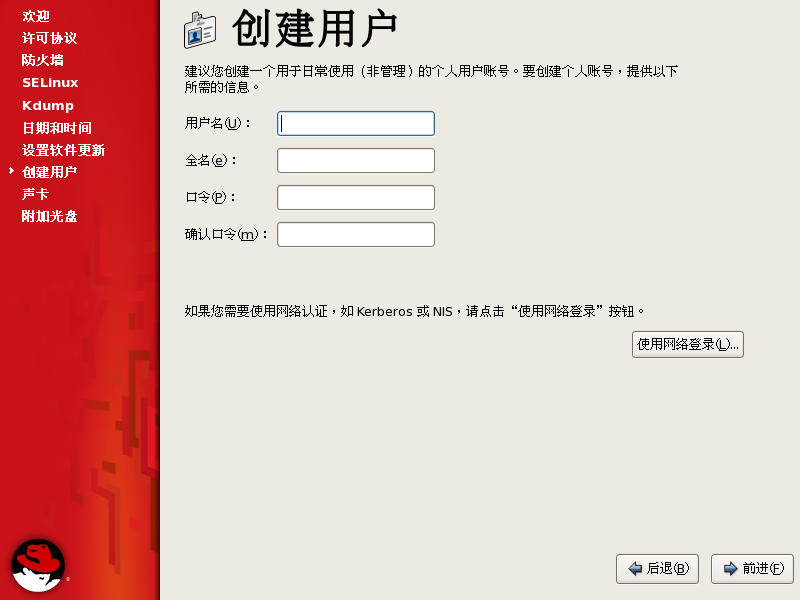 欢迎
许可协议
防火墙
SELinux
Kdump
日期和时间
设置软件更新
创建用户
声卡
附加光盘
创建用户
建议您创建一个用于日常使用（非管理）的个人用户账号。要创建个人账号，提供以下
所需的信息。
用户名(U)：
全名(e)：
口令(P)：
确认口令(m)：
如果您需要使用网络认证，如 Kerberos 或 NIS，请点击“使用网络登录”按钮。
使用网络登录(L)...
后退(B)
前进(F)